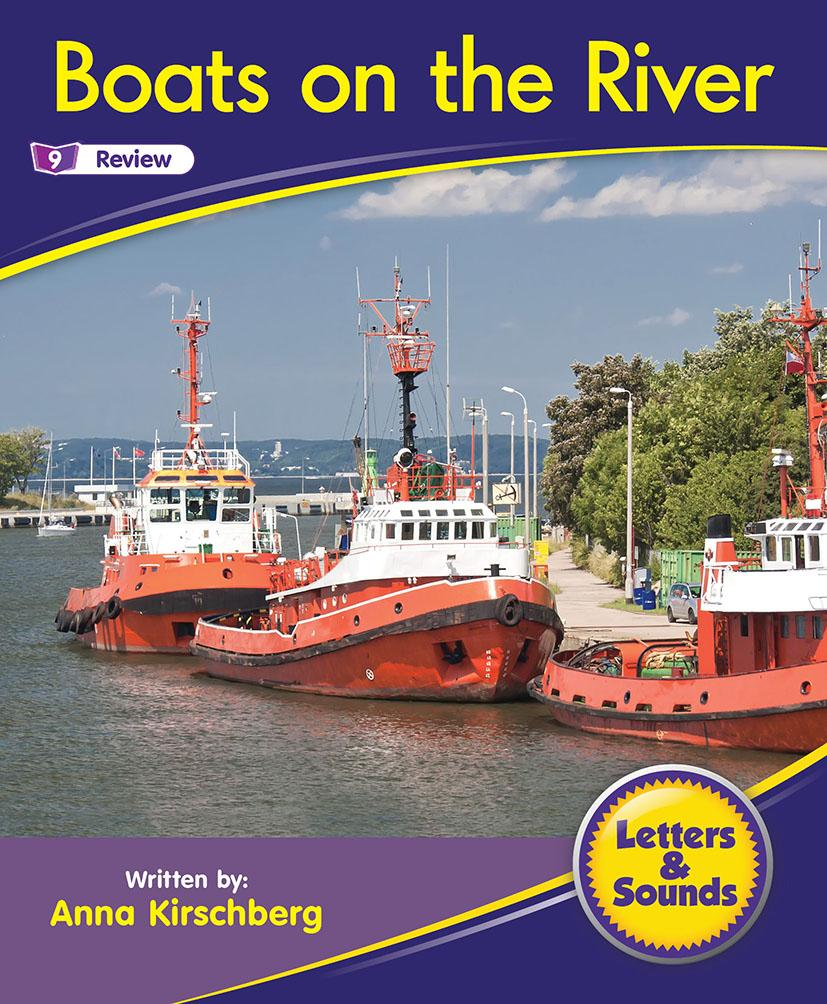 Boats on the River
9 Review
Written by:
Anna Kirschberg
Letters
&
Sounds